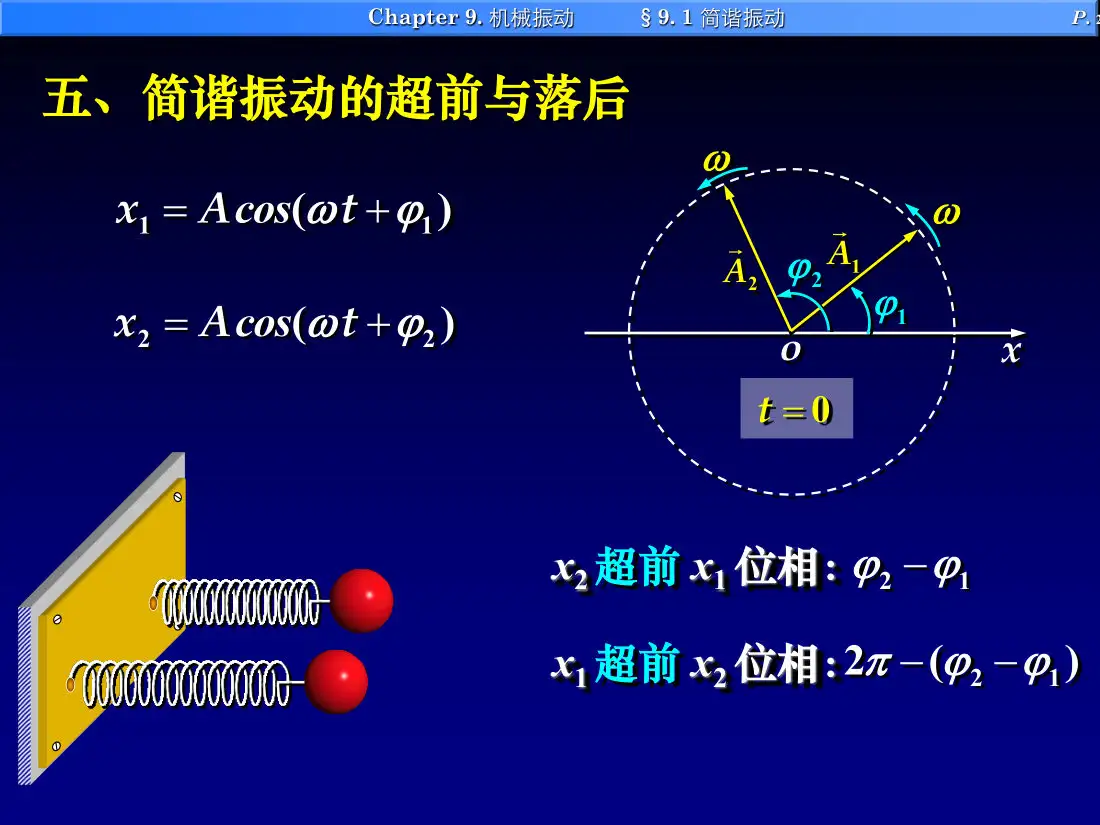 Chapter 9. 机械振动 § 9. 1 简谐振动 P.
五、简谐振动的超前与落后
x₁ = A cos(ωt + φ₁)
x₂ = A cos(ωt + φ₂)
ω
ω
A⃗₂ φ₂ A⃗₁
φ₁
o x
t = 0
x₂ 超前 x₁ 位相: φ₂ − φ₁
x₁ 超前 x₂ 位相: 2π − (φ₂ − φ₁)